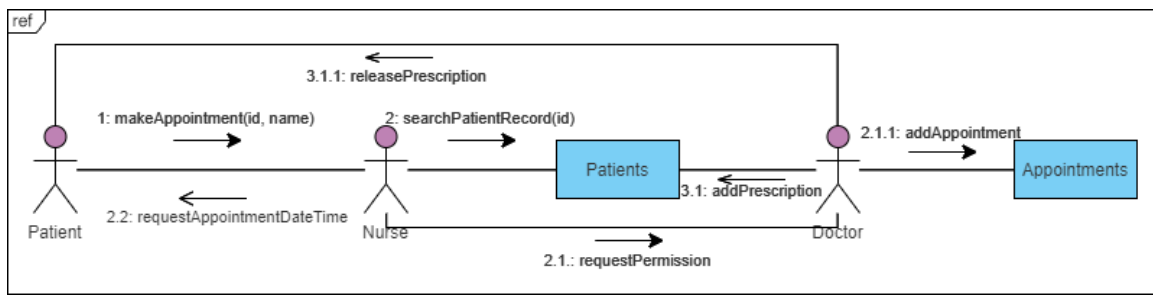 ref
3.1.1: releasePrescription
1: makeAppointment(id, name)
2: searchPatientRecord(id)
2.1.1: addAppointment
Patients
Appointments
3.1: addPrescription
2.2: requestAppointmentDateTime
Patient
Nurse
Doctor
2.1.: requestPermission